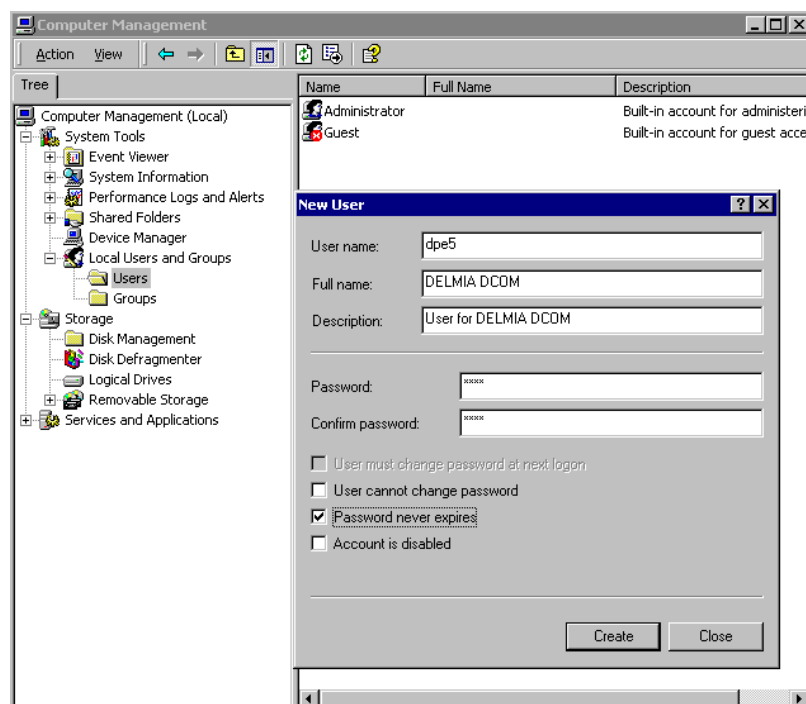 Computer Management
Action View
Tree
Name Full Name Description
Computer Management (Local)
System Tools
Event Viewer
System Information
Performance Logs and Alerts
Shared Folders
Device Manager
Local Users and Groups
Users
Groups
Storage
Disk Management
Disk Defragmenter
Logical Drives
Removable Storage
Services and Applications
Administrator Built-in account for administeri
Guest Built-in account for guest acce
New User
User name: dpe5
Full name: DELMIA DCOM
Description: User for DELMIA DCOM
Password: ****
Confirm password: ****
User must change password at next logon
User cannot change password
Password never expires
Account is disabled
Create Close